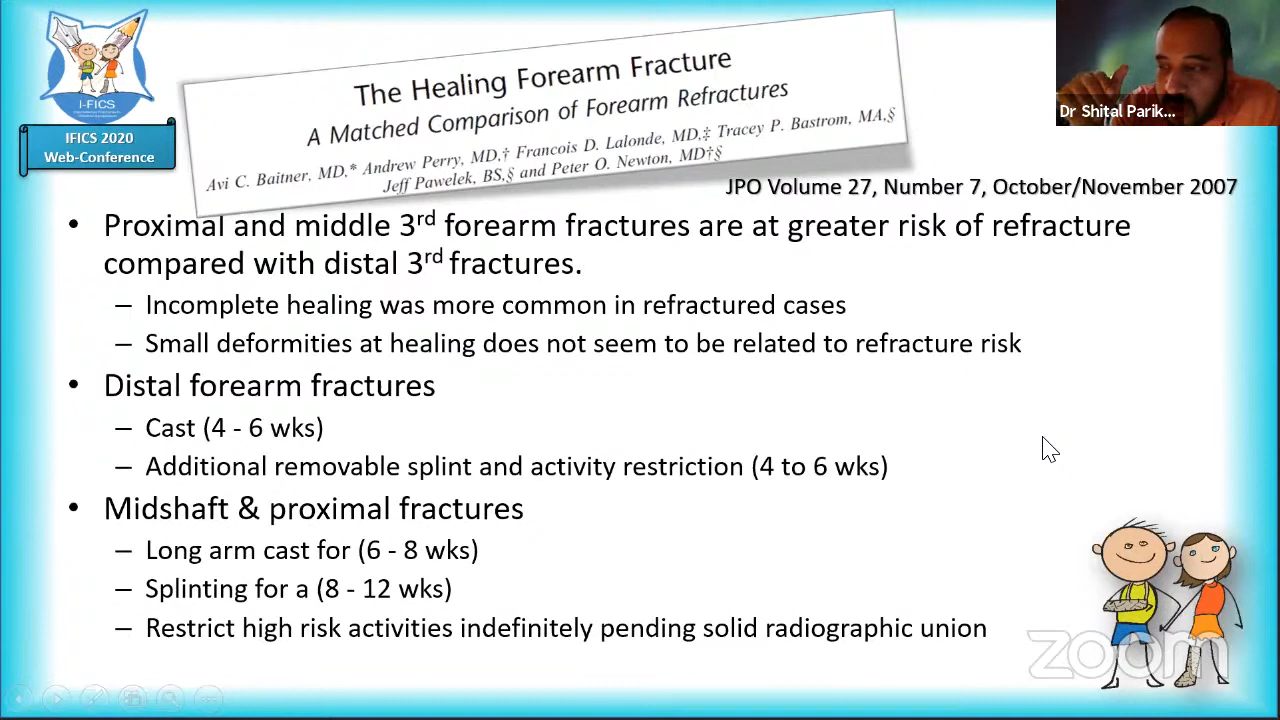 I-FICS
IFICS 2020
Web-Conference
The Healing Forearm Fracture
A Matched Comparison of Forearm Refractures
Avi C. Baitner, MD,* Andrew Perry, MD,† Francois D. Lalonde, MD,‡ Tracey P. Bastrom, MA,§
Jeff Pawelek, BS,§ and Peter O. Newton, MD†§
Dr Shital Parik...
JPO Volume 27, Number 7, October/November 2007
• Proximal and middle 3rd forearm fractures are at greater risk of refracture
compared with distal 3rd fractures.
– Incomplete healing was more common in refractured cases
– Small deformities at healing does not seem to be related to refracture risk
• Distal forearm fractures
– Cast (4 - 6 wks)
– Additional removable splint and activity restriction (4 to 6 wks)
• Midshaft & proximal fractures
– Long arm cast for (6 - 8 wks)
– Splinting for a (8 - 12 wks)
– Restrict high risk activities indefinitely pending solid radiographic union
zoom